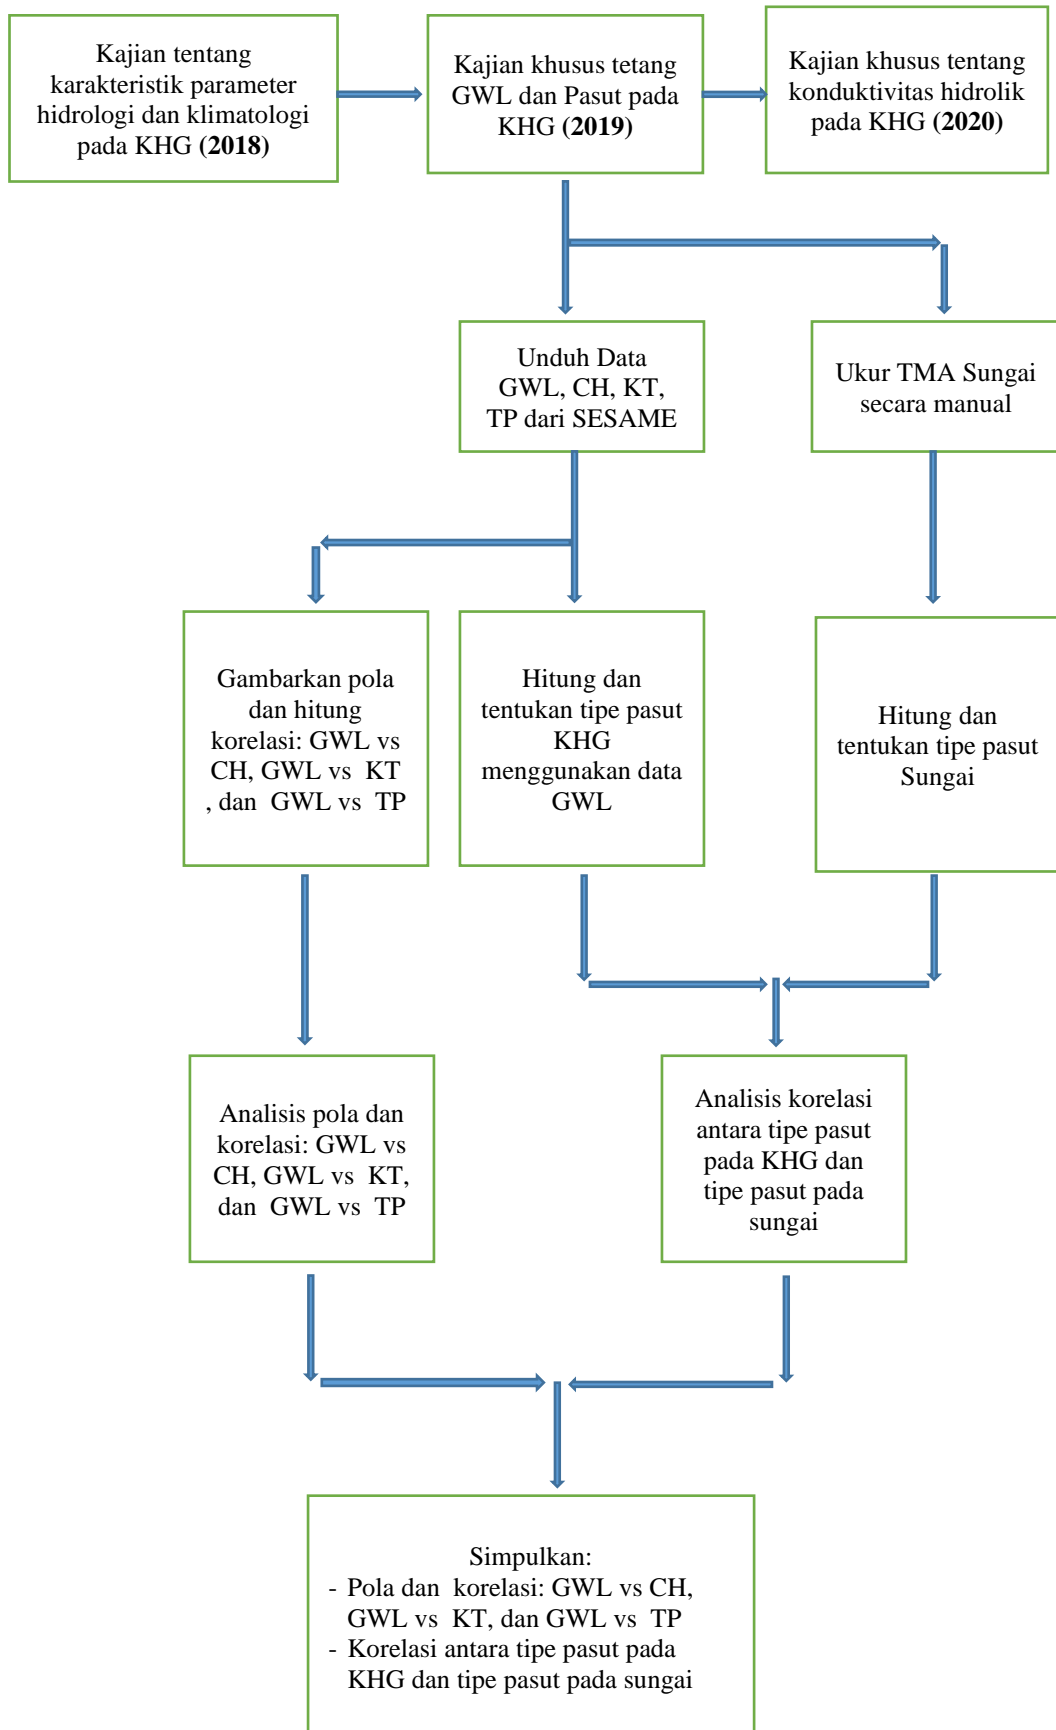 Kajian tentang
karakteristik parameter
hidrologi dan klimatologi
pada KHG (2018)
Kajian khusus tetang
GWL dan Pasut pada
KHG (2019)
Kajian khusus tentang
konduktivitas hidrolik
pada KHG (2020)
Unduh Data
GWL, CH, KT,
TP dari SESAME
Ukur TMA Sungai
secara manual
Gambarkan pola
dan hitung
korelasi: GWL vs
CH, GWL vs KT
, dan GWL vs TP
Hitung dan
tentukan tipe pasut
KHG
menggunakan data
GWL
Hitung dan
tentukan tipe pasut
Sungai
Analisis pola dan
korelasi: GWL vs
CH, GWL vs KT,
dan GWL vs TP
Analisis korelasi
antara tipe pasut
pada KHG dan
tipe pasut pada
sungai
Simpulkan:
- Pola dan korelasi: GWL vs CH,
GWL vs KT, dan GWL vs TP
- Korelasi antara tipe pasut pada
KHG dan tipe pasut pada sungai